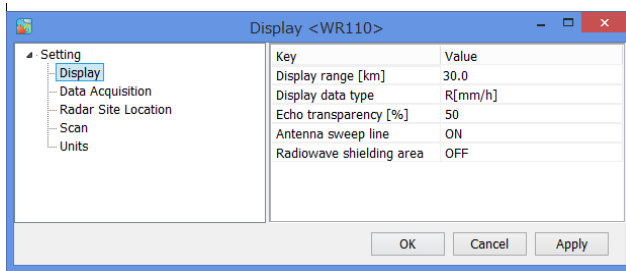 Display <WR110>
Setting
Display
Data Acquisition
Radar Site Location
Scan
Units
Key Value
Display range [km] 30.0
Display data type R[mm/h]
Echo transparency [%] 50
Antenna sweep line ON
Radiowave shielding area OFF
OK Cancel Apply